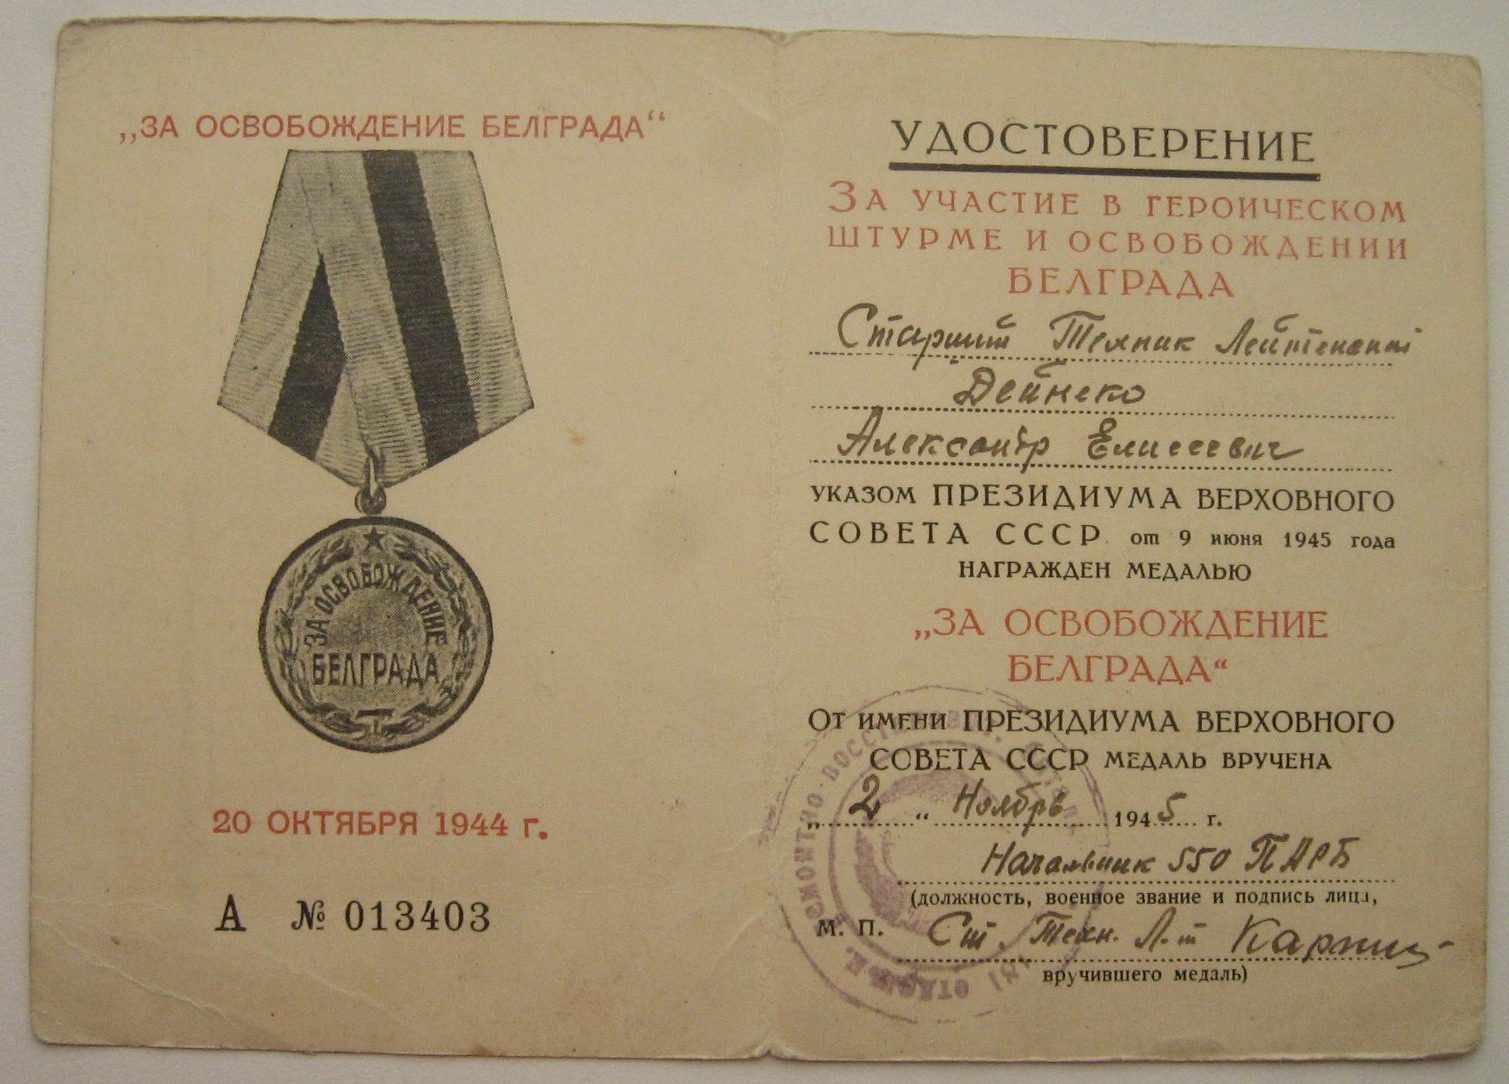 „ЗА ОСВОБОЖДЕНИЕ БЕЛГРАДА“
ЗА ОСВОБОЖДЕНИЕ
БЕЛГРАДА
20 ОКТЯБРЯ 1944 г.
А № 013403
УДОСТОВЕРЕНИЕ
ЗА УЧАСТИЕ В ГЕРОИЧЕСКОМ
ШТУРМЕ И ОСВОБОЖДЕНИИ
БЕЛГРАДА
Старший Техник Лейтенант
Дейнеко
Александр Елисеевич
УКАЗОМ ПРЕЗИДИУМА ВЕРХОВНОГО
СОВЕТА СССР от 9 июня 1945 года
НАГРАЖДЕН МЕДАЛЬЮ
„ЗА ОСВОБОЖДЕНИЕ
БЕЛГРАДА“
ОТ ИМЕНИ ПРЕЗИДИУМА ВЕРХОВНОГО
СОВЕТА СССР МЕДАЛЬ ВРУЧЕНА
„ 2 “ Ноябрь 1945 г.
Начальник 550 ПАРБ
(должность, военное звание и подпись лица,
М. П. Ст. Техн. Л-т
вручившего медаль)